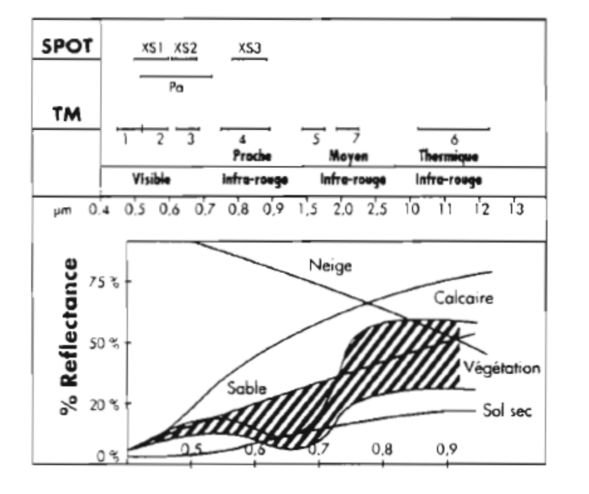 SPOT XS1 XS2 XS3
Pa
TM
1 2 3 4 5 7 6
Proche Moyen Thermique
Visible Infra-rouge Infra-rouge Infra-rouge
µm 0.4 0,5 0,6 0,7 0,8 0,9 1,5 2.0 2,5 10 11 12 13
% Reflectance
Neige
75 %
Calcaire
50 %
Végétation
Sable
20 %
Sol sec
0 %
0,5 0,6 0,7 0,8 0,9